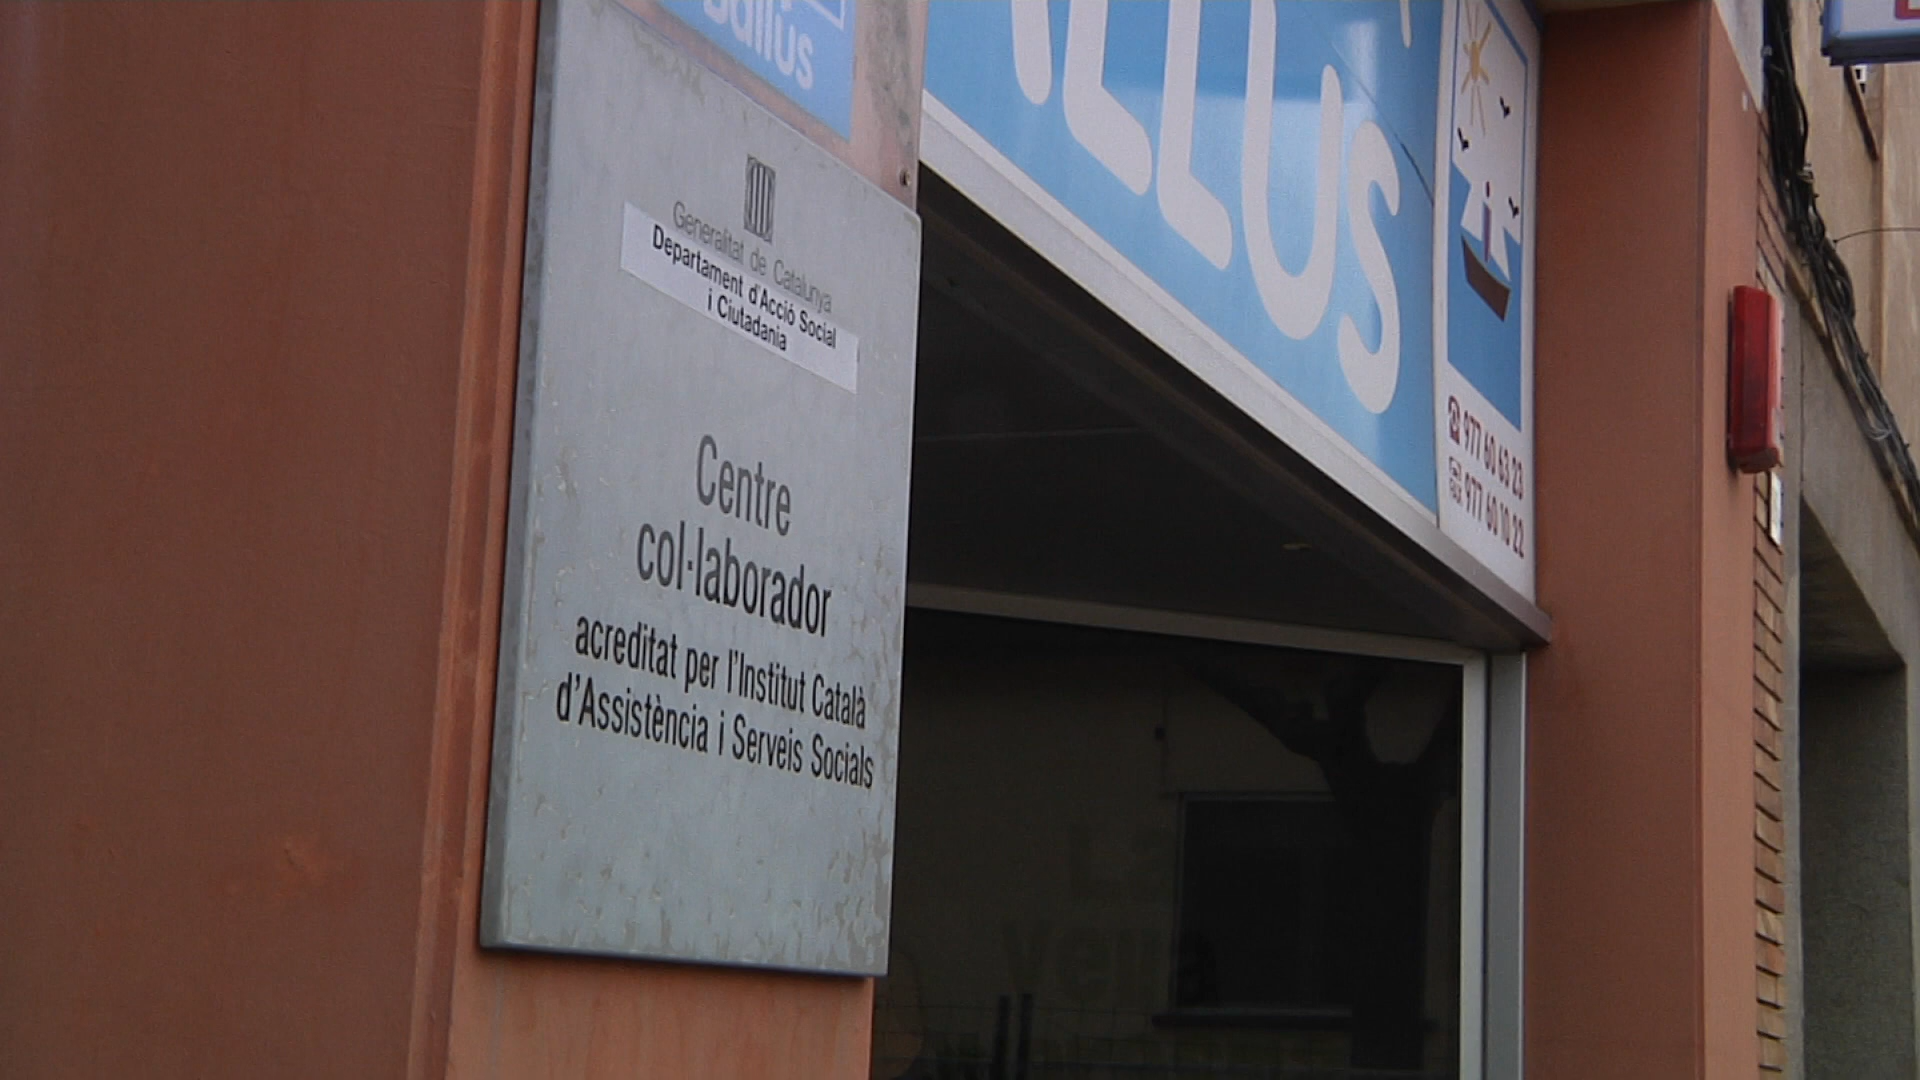 Ballús
Generalitat de Catalunya
Departament d'Acció Social
i Ciutadania
Centre
col·laborador
acreditat per l'Institut Català
d'Assistència i Serveis Socials
LLUS
977 60 63 23
977 60 10 22